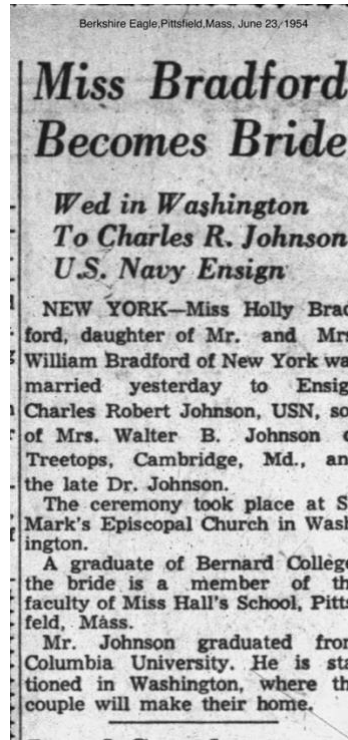 Berkshire Eagle,Pittsfield,Mass, June 23, 1954
Miss Bradford
Becomes Bride
Wed in Washington
To Charles R. Johnson
U.S. Navy Ensign
NEW YORK—Miss Holly Brad
ford, daughter of Mr. and Mrs
William Bradford of New York wa
married yesterday to Ensig
Charles Robert Johnson, USN, so
of Mrs. Walter B. Johnson o
Treetops, Cambridge, Md., an
the late Dr. Johnson.
The ceremony took place at S
Mark's Episcopal Church in Wash
ington.
A graduate of Bernard College
the bride is a member of th
faculty of Miss Hall's School, Pitts
feld, Mass.
Mr. Johnson graduated from
Columbia University. He is sta
tioned in Washington, where th
couple will make their home.